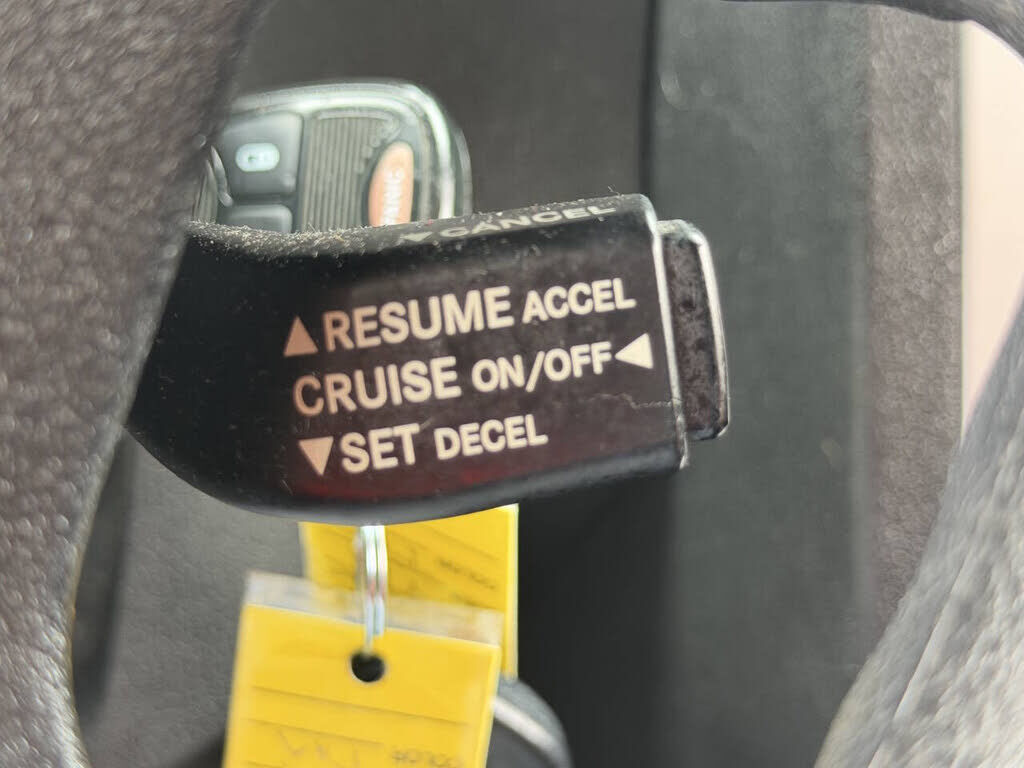 ▼CANCEL
▲RESUME ACCEL
CRUISE ON/OFF◀
▼SET DECEL